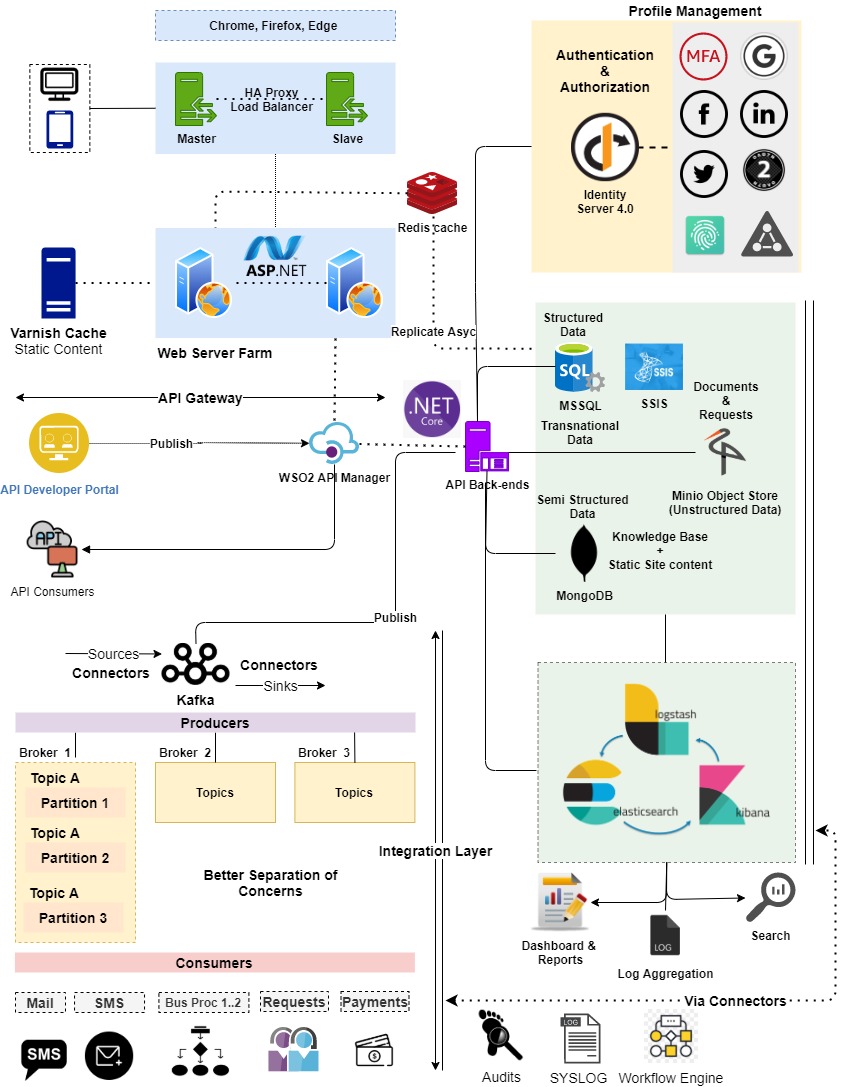 Profile Management
Chrome, Firefox, Edge
HA Proxy
Load Balancer
Master
Slave
Authentication
&
Authorization
Identity
Server 4.0
MFA
G
f
in
OAUTH
2
Redis cache
ASP.NET
Varnish Cache
Static Content
Web Server Farm
Replicate Asyc
Structured
Data
SQL
MSSQL
SSIS
SSIS
Transnational
Data
Documents
&
Requests
Minio Object Store
(Unstructured Data)
API Gateway
.NET
Core
Publish
API Developer Portal
WSO2 API Manager
API Back-ends
Semi Structured
Data
Knowledge Base
+
Static Site content
MongoDB
API
API Consumers
Publish
Sources
Connectors
Kafka
Connectors
Sinks
Producers
Broker 1
Broker 2
Broker 3
Topic A
Partition 1
Topic A
Partition 2
Topic A
Partition 3
Topics
Topics
Better Separation of
Concerns
Integration Layer
logstash
elasticsearch
kibana
Dashboard &
Reports
LOG
Log Aggregation
Search
Consumers
Mail
SMS
Bus Proc 1..2
Requests
Payments
SMS
Via Connectors
Audits
LOG
SYSLOG
Workflow Engine